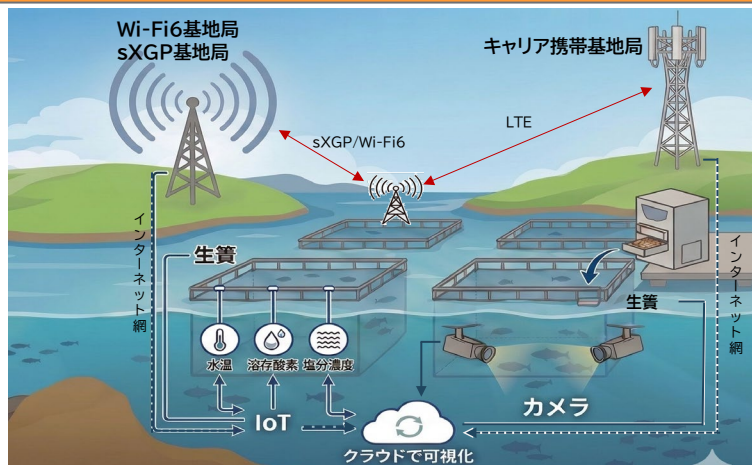 Wi-Fi6基地局
sXGP基地局
キャリア携帯基地局
sXGP/Wi-Fi6
LTE
インターネット網
インターネット網
生簀
生簀
水温
溶存酸素
塩分濃度
IoT
カメラ
クラウドで可視化